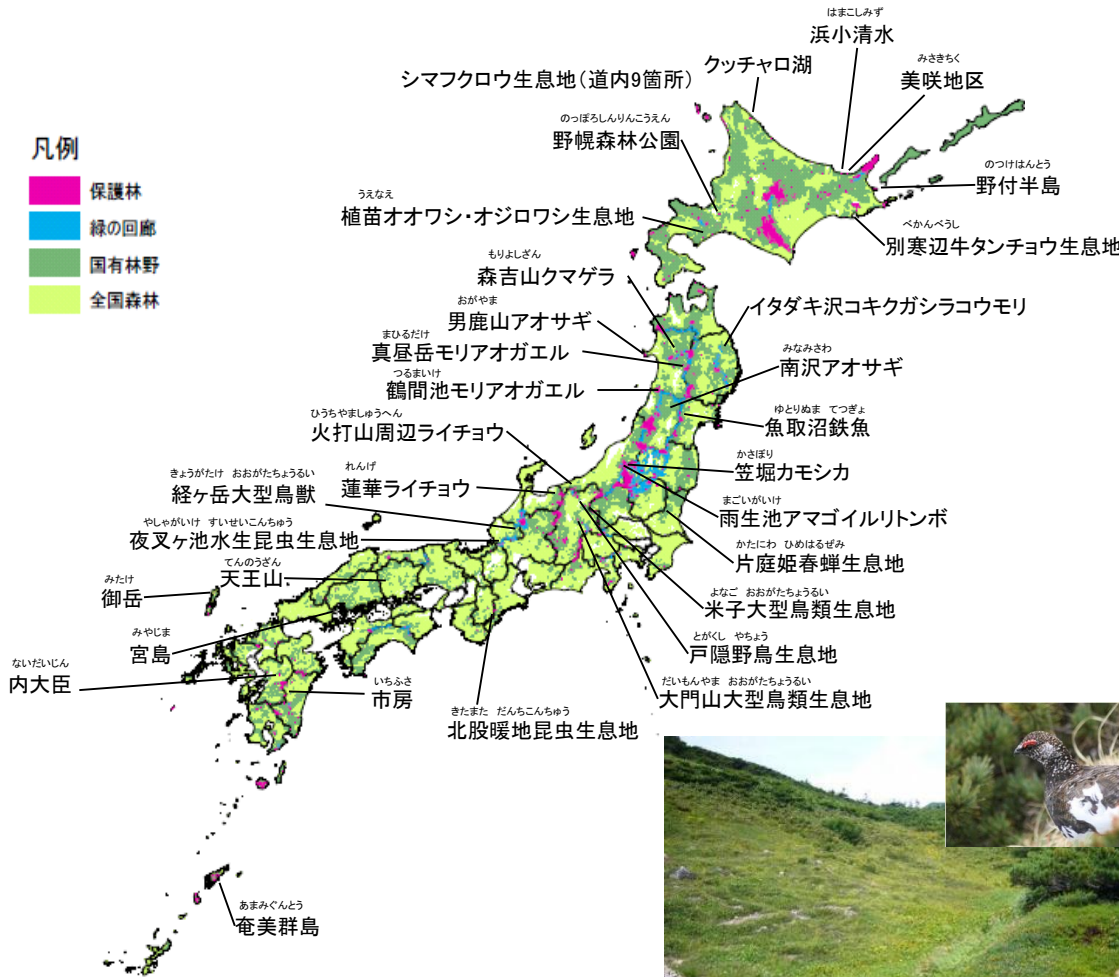 はまこしみず
浜小清水
クッチャロ湖
みさきちく
美咲地区
シマフクロウ生息地(道内9箇所)
のっぽろしんりんこうえん
野幌森林公園
のつけはんとう
野付半島
うえなえ
植苗オオワシ・オジロワシ生息地
べかんべうし
別寒辺牛タンチョウ生息地
凡例
保護林
緑の回廊
国有林野
全国森林
もりよしざん
森吉山クマゲラ
おがやま
男鹿山アオサギ
イタダキ沢コキクガシラコウモリ
まひるだけ
真昼岳モリアオガエル
みなみさわ
南沢アオサギ
つるまいけ
鶴間池モリアオガエル
ゆとりぬま てつぎょ
魚取沼鉄魚
ひうちやましゅうへん
火打山周辺ライチョウ
かさぼり
笠堀カモシカ
れんげ
蓮華ライチョウ
きょうがたけ おおがたちょうるい
経ヶ岳大型鳥獣
まごいがいけ
雨生池アマゴイルリトンボ
やしゃがいけ すいせいこんちゅう
夜叉ヶ池水生昆虫生息地
かたにわ ひめはるぜみ
片庭姫春蝉生息地
てんのうざん
天王山
みたけ
御岳
よなご おおがたちょうるい
米子大型鳥類生息地
みやじま
宮島
とがくし やちょう
戸隠野鳥生息地
ないだいじん
内大臣
いちふさ
市房
だいもんやま おおがたちょうるい
大門山大型鳥類生息地
きたまた だんちこんちゅう
北股暖地昆虫生息地
あまみぐんとう
奄美群島